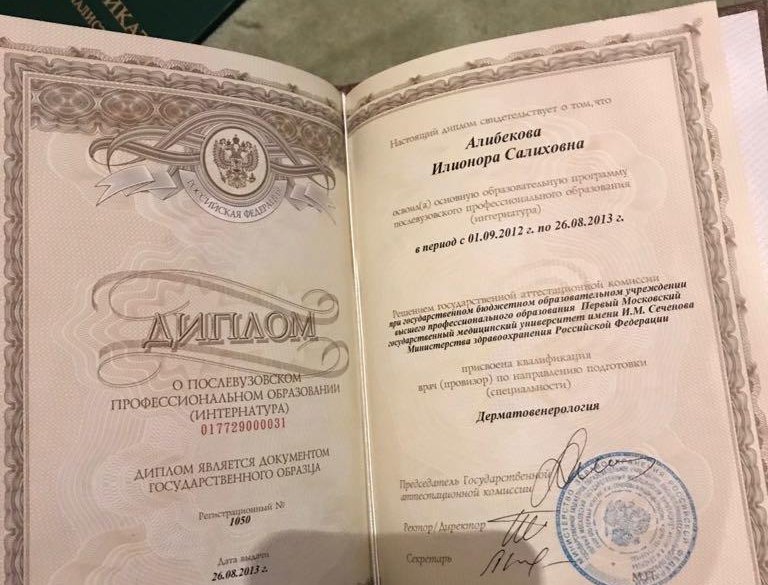 РОССИЙСКАЯ ФЕДЕРАЦИЯ
ДИПЛОМ
О ПОСЛЕВУЗОВСКОМ
ПРОФЕССИОНАЛЬНОМ ОБРАЗОВАНИИ
(ИНТЕРНАТУРА)
017729000031
ДИПЛОМ ЯВЛЯЕТСЯ ДОКУМЕНТОМ
ГОСУДАРСТВЕННОГО ОБРАЗЦА
Регистрационный №
1050
Дата выдачи
26.08.2013 г.
Настоящий диплом свидетельствует о том, что
Алибекова
Илионора Салиховна
освоил(а) основную образовательную программу
послевузовского профессионального образования
(интернатура)
в период с 01.09.2012 г. по 26.08.2013 г.
Решением государственной аттестационной комиссии
при государственном бюджетном образовательном учреждении
высшего профессионального образования Первый Московский
государственный медицинский университет имени И.М. Сеченова
Министерства здравоохранения Российской Федерации
присвоена квалификация
врач (провизор) по направлению подготовки
(специальности)
Дерматовенерология
Председатель Государственной
аттестационной комиссии
Ректор/Директор
Секретарь
М.П.